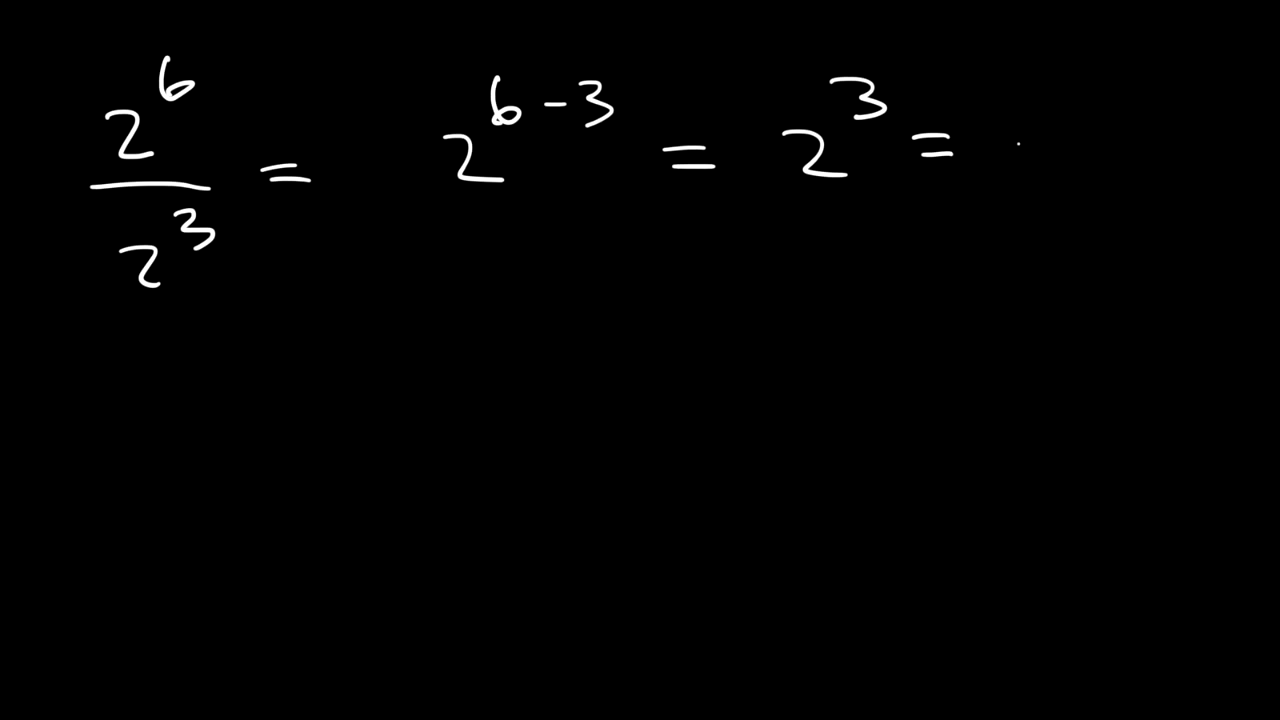 2^6/2^3 = 2^(6-3) = 2^3 =